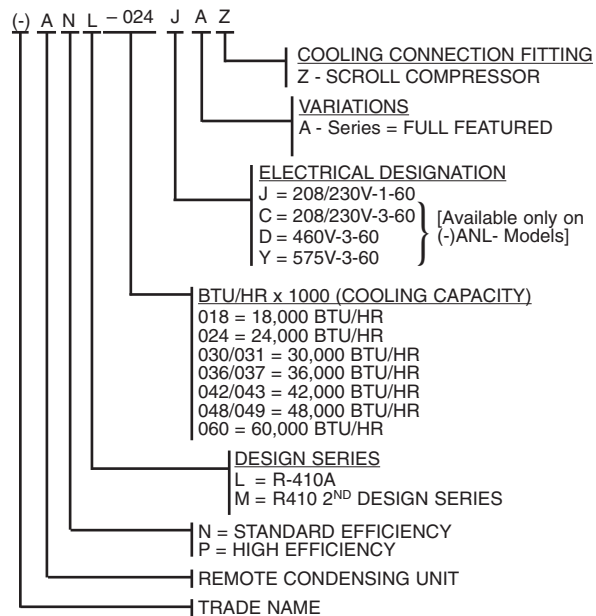 (-) A N L – 024 J A Z
COOLING CONNECTION FITTING
Z - SCROLL COMPRESSOR
VARIATIONS
A - Series = FULL FEATURED
ELECTRICAL DESIGNATION
J = 208/230V-1-60
C = 208/230V-3-60
D = 460V-3-60
Y = 575V-3-60
[Available only on
(-)ANL- Models]
BTU/HR x 1000 (COOLING CAPACITY)
018 = 18,000 BTU/HR
024 = 24,000 BTU/HR
030/031 = 30,000 BTU/HR
036/037 = 36,000 BTU/HR
042/043 = 42,000 BTU/HR
048/049 = 48,000 BTU/HR
060 = 60,000 BTU/HR
DESIGN SERIES
L = R-410A
M = R410 2ND DESIGN SERIES
N = STANDARD EFFICIENCY
P = HIGH EFFICIENCY
REMOTE CONDENSING UNIT
TRADE NAME